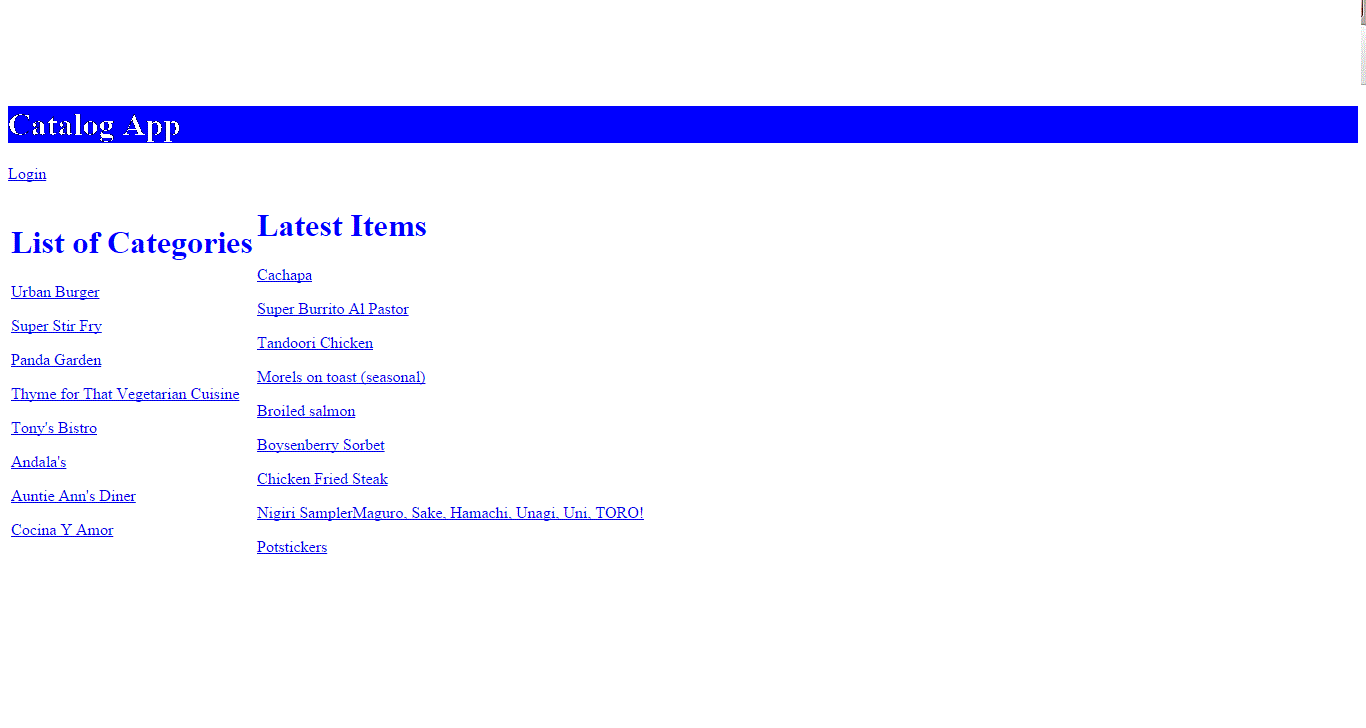 Catalog App
Login
List of Categories
Urban Burger
Super Stir Fry
Panda Garden
Thyme for That Vegetarian Cuisine
Tony's Bistro
Andala's
Auntie Ann's Diner
Cocina Y Amor
Latest Items
Cachapa
Super Burrito Al Pastor
Tandoori Chicken
Morels on toast (seasonal)
Broiled salmon
Boysenberry Sorbet
Chicken Fried Steak
Nigiri SamplerMaguro, Sake, Hamachi, Unagi, Uni, TORO!
Potstickers